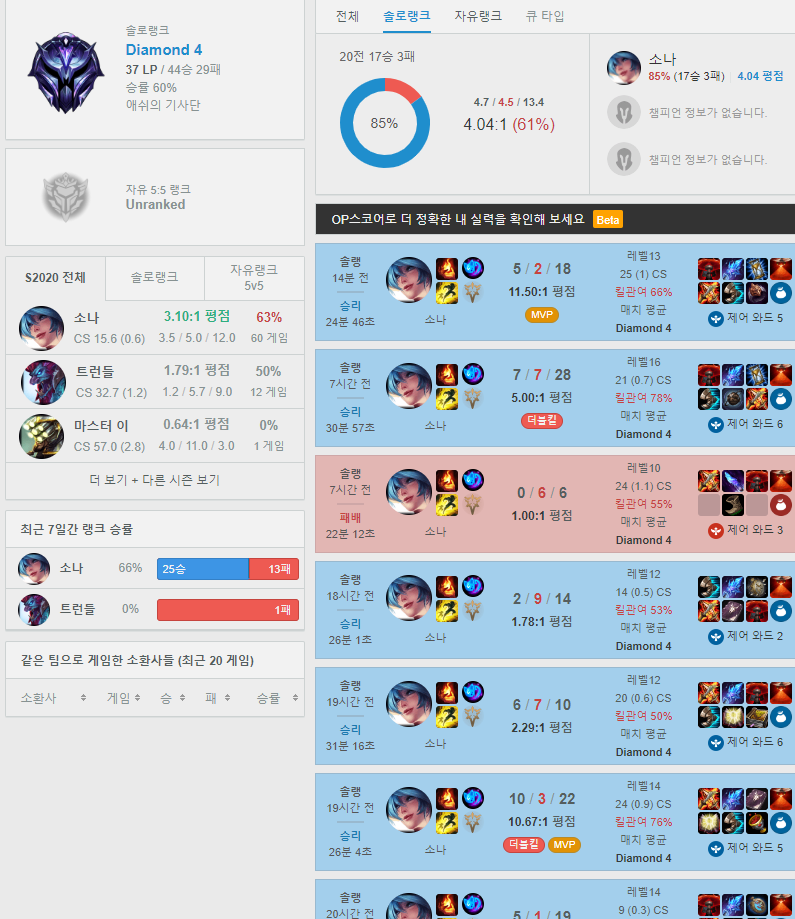 솔로랭크
Diamond 4
37 LP / 44승 29패
승률 60%
애쉬의 기사단
자유 5:5 랭크
Unranked
S2020 전체
솔로랭크
자유랭크
5v5
소나
3.10:1 평점
63%
CS 15.6 (0.6)
3.5 / 5.0 / 12.0
60 게임
트런들
1.79:1 평점
50%
CS 32.7 (1.2)
1.2 / 5.7 / 9.0
12 게임
마스터 이
0.64:1 평점
0%
CS 57.0 (2.8)
4.0 / 11.0 / 3.0
1 게임
더 보기 + 다른 시즌 보기
최근 7일간 랭크 승률
소나
66%
25승
13패
트런들
0%
1패
같은 팀으로 게임한 소환사들 (최근 20 게임)
소환사
게임
승
패
승률
전체
솔로랭크
자유랭크
큐 타입
20전 17승 3패
85%
4.7 / 4.5 / 13.4
4.04:1 (61%)
소나
85% (17승 3패)
4.04 평점
챔피언 정보가 없습니다.
챔피언 정보가 없습니다.
OP스코어로 더 정확한 내 실력을 확인해 보세요
Beta
솔랭
14분 전
승리
24분 46초
소나
5 / 2 / 18
11.50:1 평점
MVP
레벨13
25 (1) CS
킬관여 66%
매치 평균
Diamond 4
제어 와드 5
솔랭
7시간 전
승리
30분 57초
소나
7 / 7 / 28
5.00:1 평점
더블킬
레벨16
21 (0.7) CS
킬관여 78%
매치 평균
Diamond 4
제어 와드 6
솔랭
7시간 전
패배
22분 12초
소나
0 / 6 / 6
1.00:1 평점
레벨10
24 (1.1) CS
킬관여 55%
매치 평균
Diamond 4
제어 와드 3
솔랭
18시간 전
승리
26분 1초
소나
2 / 9 / 14
1.78:1 평점
레벨12
14 (0.5) CS
킬관여 53%
매치 평균
Diamond 4
제어 와드 2
솔랭
19시간 전
승리
31분 16초
소나
6 / 7 / 10
2.29:1 평점
레벨12
20 (0.6) CS
킬관여 50%
매치 평균
Diamond 4
제어 와드 6
솔랭
19시간 전
승리
26분 4초
소나
10 / 3 / 22
10.67:1 평점
더블킬
MVP
레벨14
24 (0.9) CS
킬관여 76%
매치 평균
Diamond 4
제어 와드 5
솔랭
20시간 전
5 / 1 / 19
레벨14
9 (0.3) CS